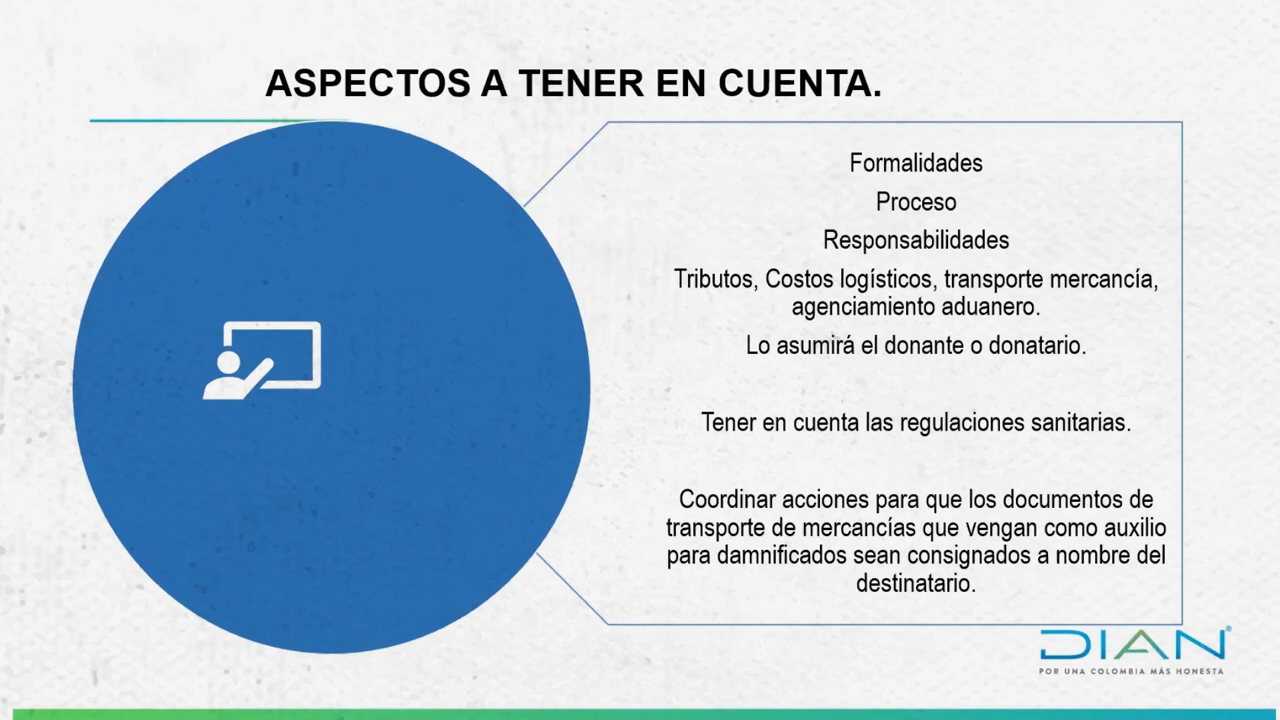 ASPECTOS A TENER EN CUENTA.
Formalidades
Proceso
Responsabilidades
Tributos, Costos logísticos, transporte mercancía,
agenciamiento aduanero.
Lo asumirá el donante o donatario.
Tener en cuenta las regulaciones sanitarias.
Coordinar acciones para que los documentos de
transporte de mercancías que vengan como auxilio
para damnificados sean consignados a nombre del
destinatario.
DIAN
POR UNA COLOMBIA MÁS HONESTA